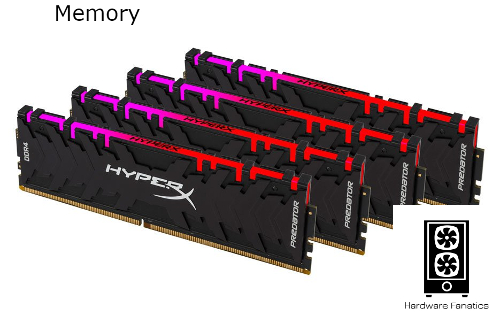 Memory
HYPERX
HYPERX
HYPERX
DDR4
HYPERX
PREDATOR
PREDATOR
PREDATOR
PREDATOR
Hardware Fanatics